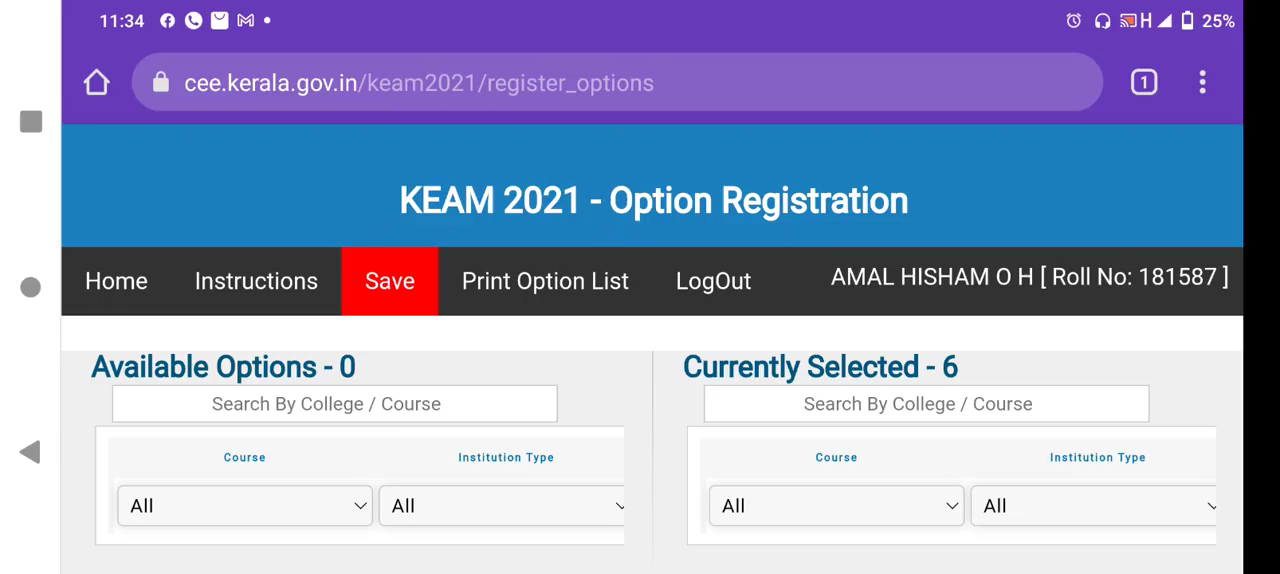 11:34
H 25%
1
cee.kerala.gov.in/keam2021/register_options
KEAM 2021 - Option Registration
Home Instructions Save Print Option List LogOut AMAL HISHAM O H [ Roll No: 181587 ]
Available Options - 0 Currently Selected - 6
Search By College / Course Search By College / Course
Course Institution Type Course Institution Type
All All All All